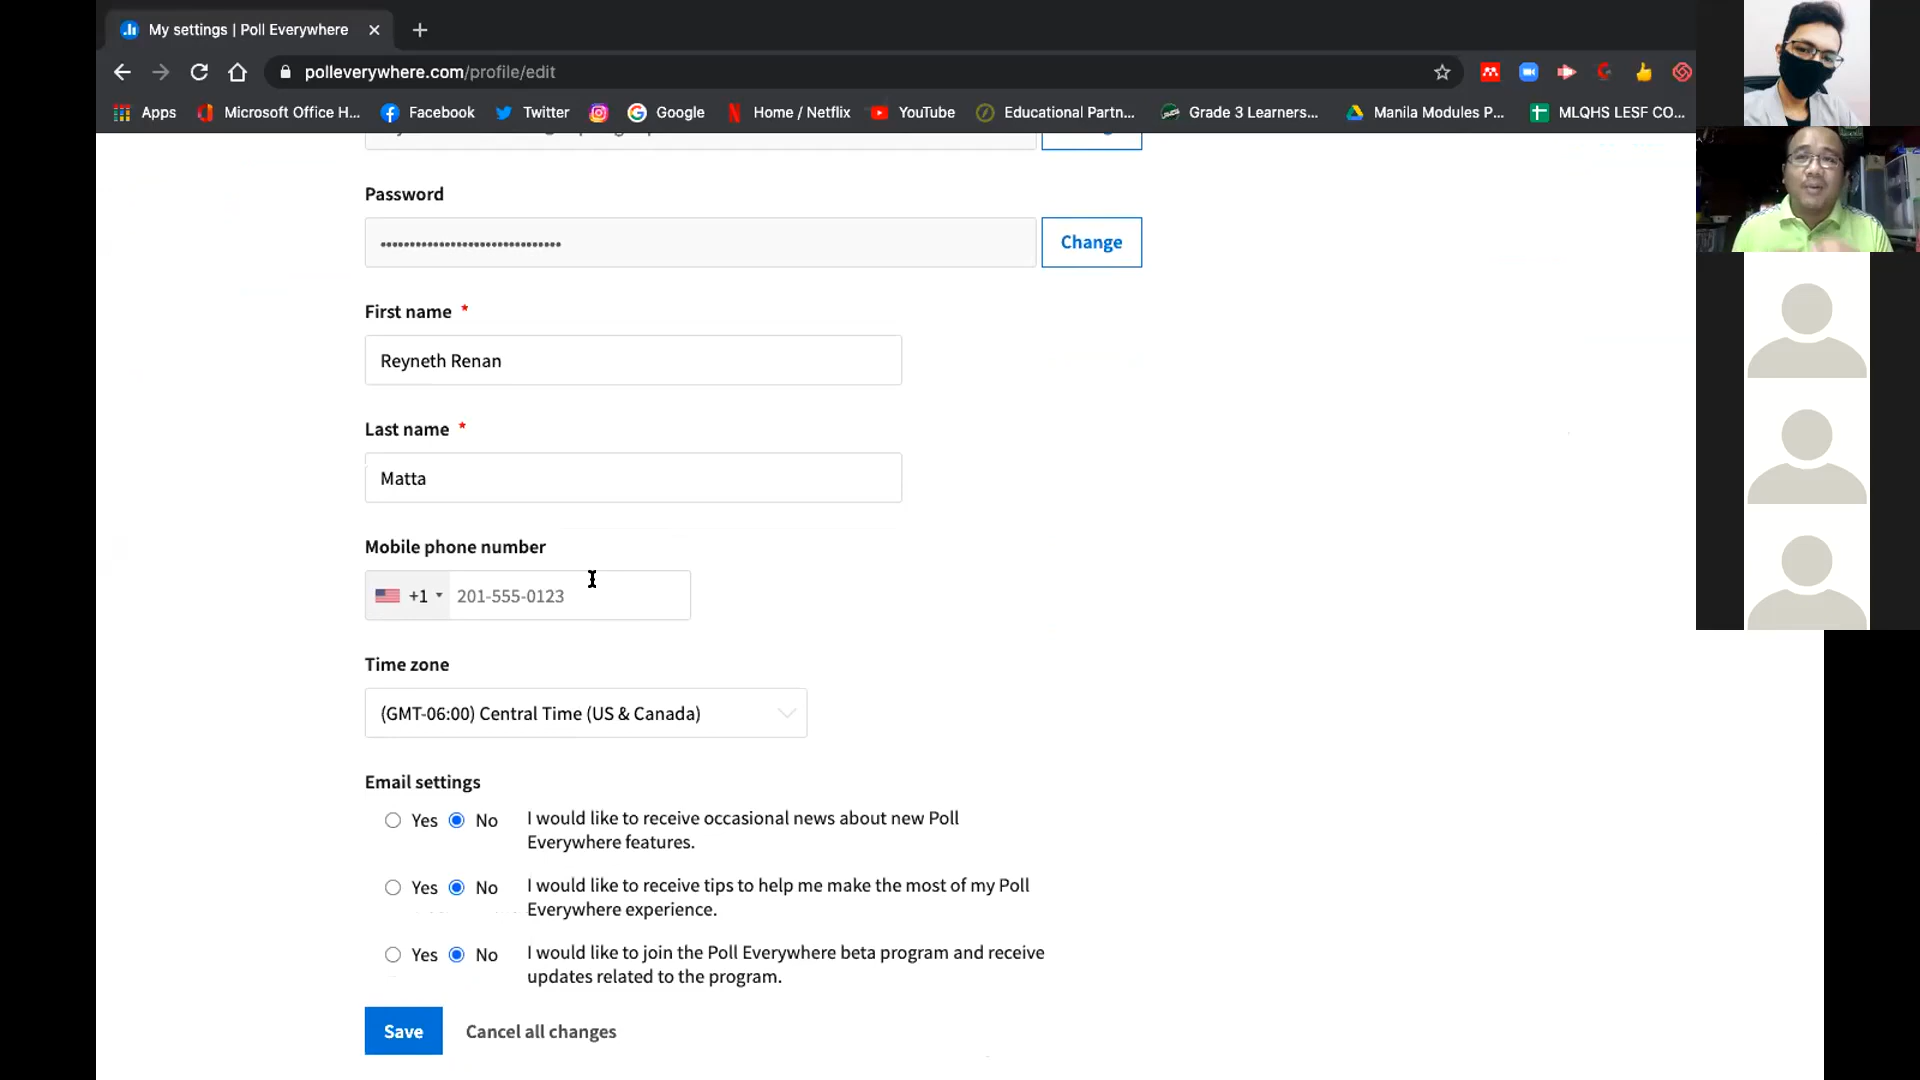 My settings | Poll Everywhere
polleverywhere.com/profile/edit
Apps Microsoft Office H... Facebook Twitter Google Home / Netflix YouTube Educational Partn... Grade 3 Learners... Manila Modules P... MLQHS LESF CO...
Password
••••••••••••••••••••••••••••••• Change
First name *
Reyneth Renan
Last name *
Matta
Mobile phone number
+1 201-555-0123
Time zone
(GMT-06:00) Central Time (US & Canada)
Email settings
Yes No I would like to receive occasional news about new Poll
Everywhere features.
Yes No I would like to receive tips to help me make the most of my Poll
Everywhere experience.
Yes No I would like to join the Poll Everywhere beta program and receive
updates related to the program.
Save Cancel all changes